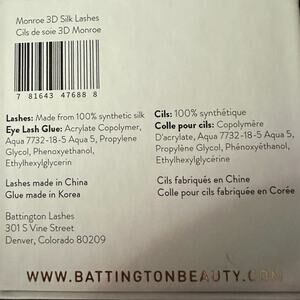 Monroe 3D Silk Lashes
Cils de soie 3D Monroe
7 81643 47688 8
Lashes: Made from 100% synthetic silk
Eye Lash Glue: Acrylate Copolymer,
Aqua 7732-18-5 Aqua 5, Propylene
Glycol, Phenoxyethanol,
Ethylhexylglycerin
Lashes made in China
Glue made in Korea
Battington Lashes
301 S Vine Street
Denver, Colorado 80209
Cils: 100% synthétique
Colle pour cils: Copolymère
D'acrylate, Aqua 7732-18-5 Aqua 5,
Propylène Glycol, Phénoxyéthanol,
Ethylhexylglycérine
Cils fabriqués en Chine
Colle pour cils fabriquée en Corée
WWW.BATTINGTONBEAUTY.COM